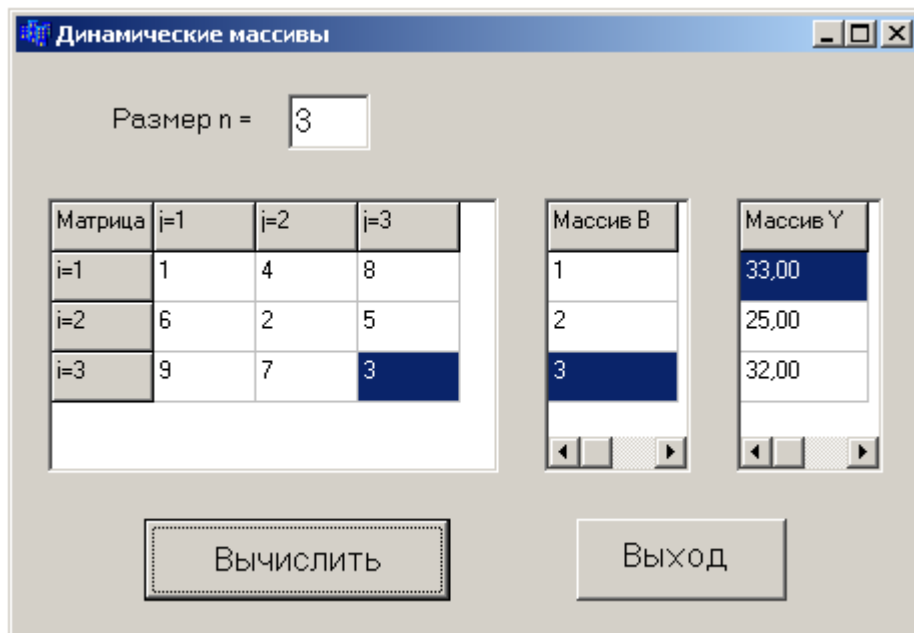 Динамические массивы
Размер n = 3
Матрица j=1 j=2 j=3 Массив B Массив Y
i=1 1 4 8 1 33,00
i=2 6 2 5 2 25,00
i=3 9 7 3 3 32,00
Вычислить Выход